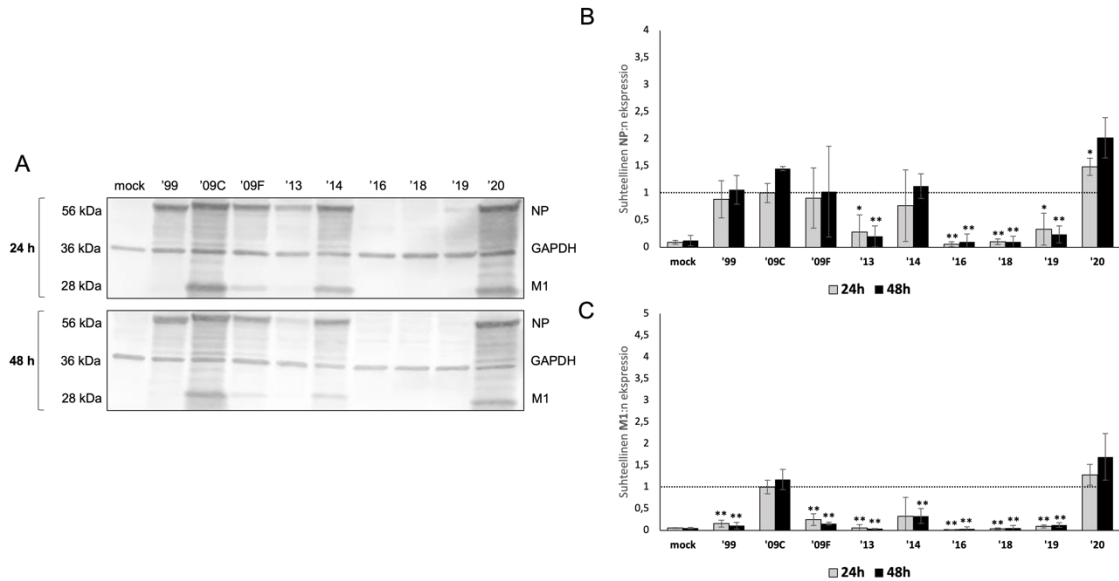 A
mock '99 '09C '09F '13 '14 '16 '18 '19 '20
24 h
56 kDa NP
36 kDa GAPDH
28 kDa M1
48 h
56 kDa NP
36 kDa GAPDH
28 kDa M1
B
Suhteellinen NP:n ekspressio
4
3,5
3
2,5
2
1,5
1
0,5
0
* ** ** ** ** ** * ** *
mock '99 '09C '09F '13 '14 '16 '18 '19 '20
24h 48h
C
Suhteellinen M1:n ekspressio
5
4,5
4
3,5
3
2,5
2
1,5
1
0,5
0
** ** ** ** ** ** ** ** ** ** ** ** **
mock '99 '09C '09F '13 '14 '16 '18 '19 '20
24h 48h